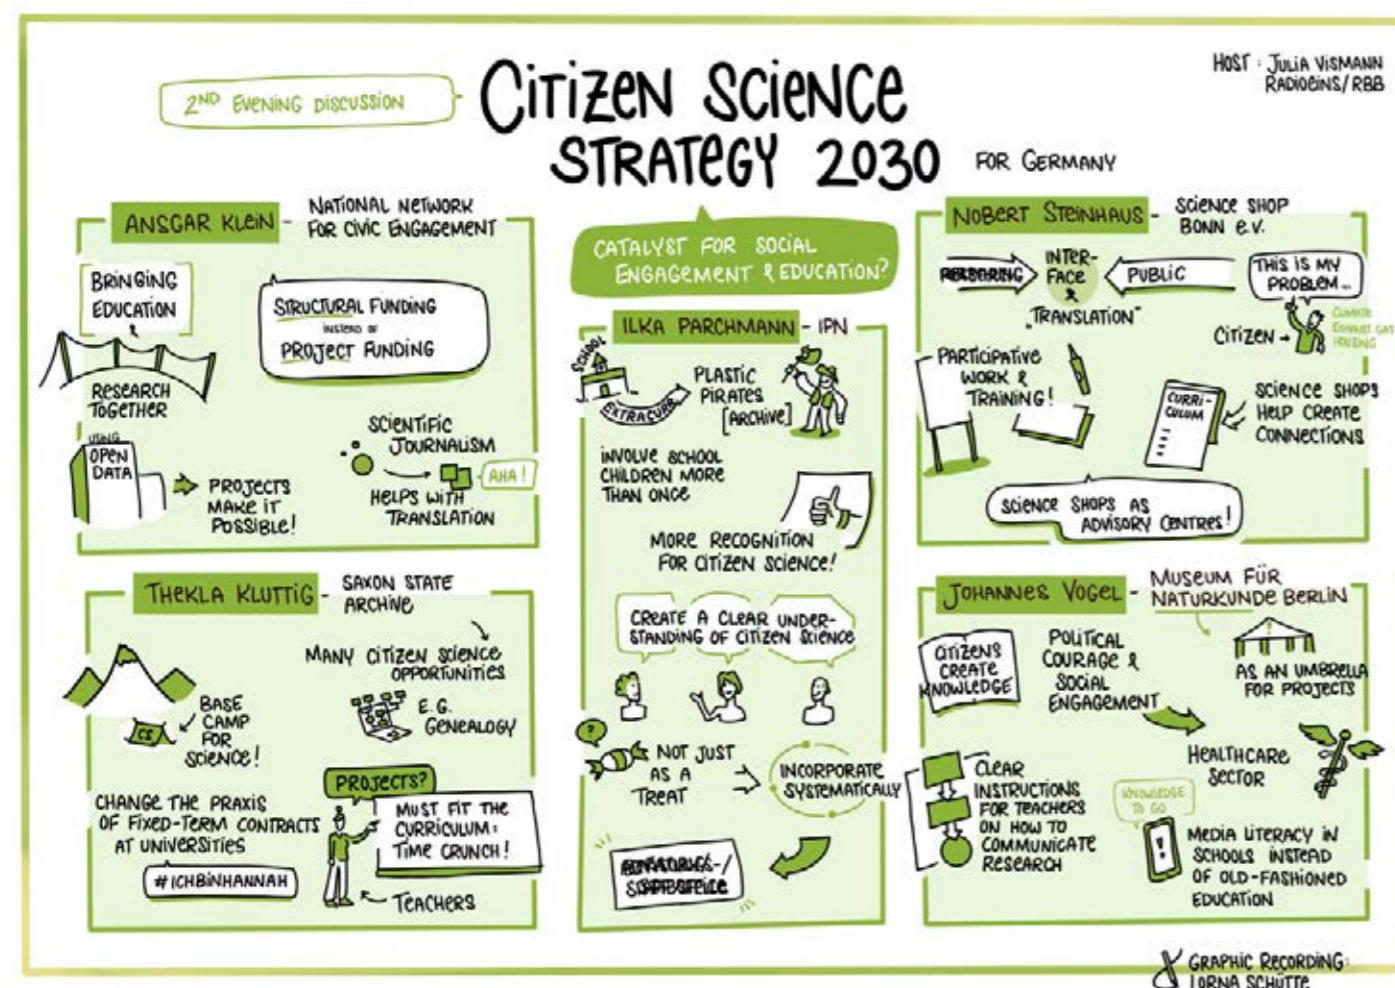 2ND EVENING DISCUSSION
CITIZEN SCIENCE
STRATEGY 2030
FOR GERMANY
HOST: JULIA VISMANN
RADIOEINS/RBB
CATALYST FOR SOCIAL
ENGAGEMENT & EDUCATION?
ANSGAR KLEIN - NATIONAL NETWORK
FOR CIVIC ENGAGEMENT
BRINGING
EDUCATION
&
RESEARCH
TOGETHER
STRUCTURAL FUNDING
INSTEAD OF
PROJECT FUNDING
USING
OPEN
DATA
PROJECTS
MAKE IT
POSSIBLE!
SCIENTIFIC
JOURNALISM
AHA!
HELPS WITH
TRANSLATION
THEKLA KLUTTIG - SAXON STATE
ARCHIVE
MANY CITIZEN SCIENCE
OPPORTUNITIES
E.G.
GENEALOGY
CS
BASE
CAMP
FOR
SCIENCE!
CHANGE THE PRAXIS
OF FIXED-TERM CONTRACTS
AT UNIVERSITIES
#ICHBINHANNAH
PROJECTS?
MUST FIT THE
CURRICULUM:
TIME CRUNCH!
TEACHERS
ILKA PARCHMANN - IPN
SCHOOL
EXTRACURR.
PLASTIC
PIRATES
[ARCHIVE]
INVOLVE SCHOOL
CHILDREN MORE
THAN ONCE
MORE RECOGNITION
FOR CITIZEN SCIENCE!
CREATE A CLEAR UNDER-
STANDING OF CITIZEN SCIENCE
?
NOT JUST
AS A
TREAT
INCORPORATE
SYSTEMATICALLY
NOBERT STEINHAUS - SCIENCE SHOP
BONN e.V.
INTER-
FACE
&
„TRANSLATION"
PUBLIC
THIS IS MY
PROBLEM...
CITIZEN
CLIMATE
EXHAUST GAS
HOUSING
PARTICIPATIVE
WORK &
TRAINING!
CURRI-
CULUM
SCIENCE SHOPS
HELP CREATE
CONNECTIONS
SCIENCE SHOPS AS
ADVISORY CENTRES!
JOHANNES VOGEL - MUSEUM FÜR
NATURKUNDE BERLIN
CITIZENS
CREATE
KNOWLEDGE
POLITICAL
COURAGE &
SOCIAL
ENGAGEMENT
AS AN UMBRELLA
FOR PROJECTS
HEALTHCARE
SECTOR
CLEAR
INSTRUCTIONS
FOR TEACHERS
ON HOW TO
COMMUNICATE
RESEARCH
KNOWLEDGE
TO GO
!
MEDIA LITERACY IN
SCHOOLS INSTEAD
OF OLD-FASHIONED
EDUCATION
GRAPHIC RECORDING:
LORNA SCHÜTTE